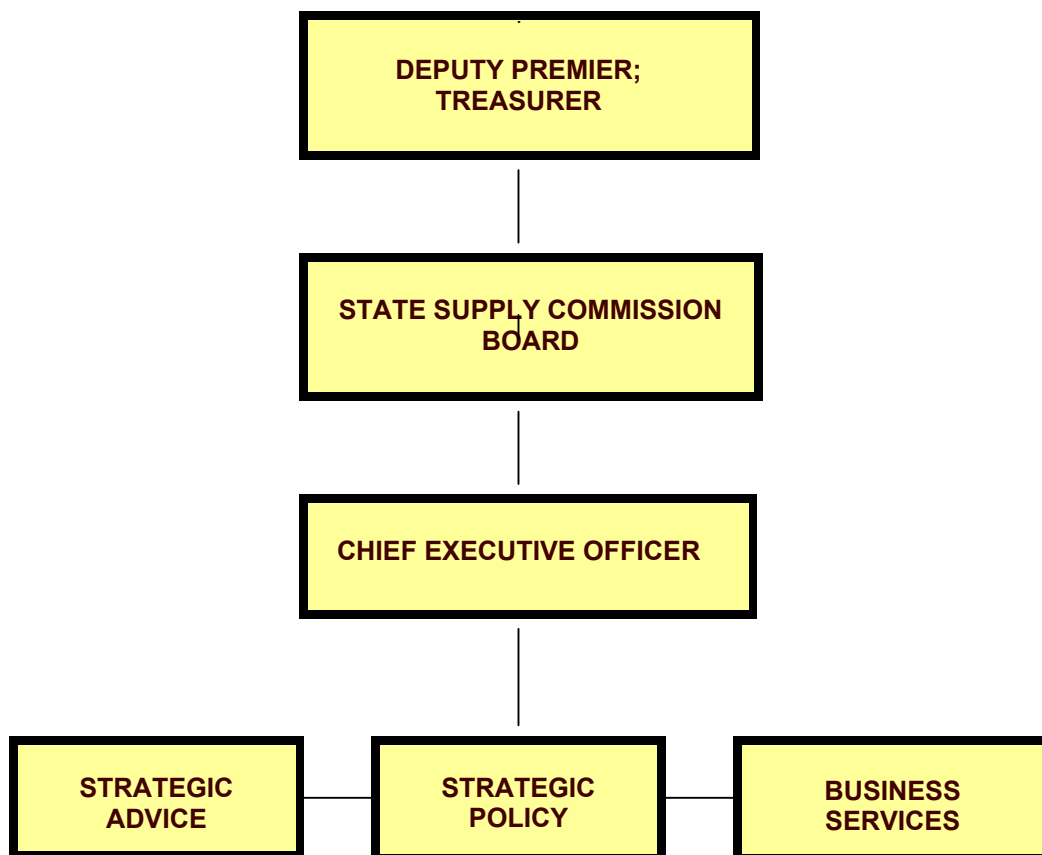 DEPUTY PREMIER;
TREASURER
STATE SUPPLY COMMISSION
BOARD
CHIEF EXECUTIVE OFFICER
STRATEGIC
ADVICE
STRATEGIC
POLICY
BUSINESS
SERVICES